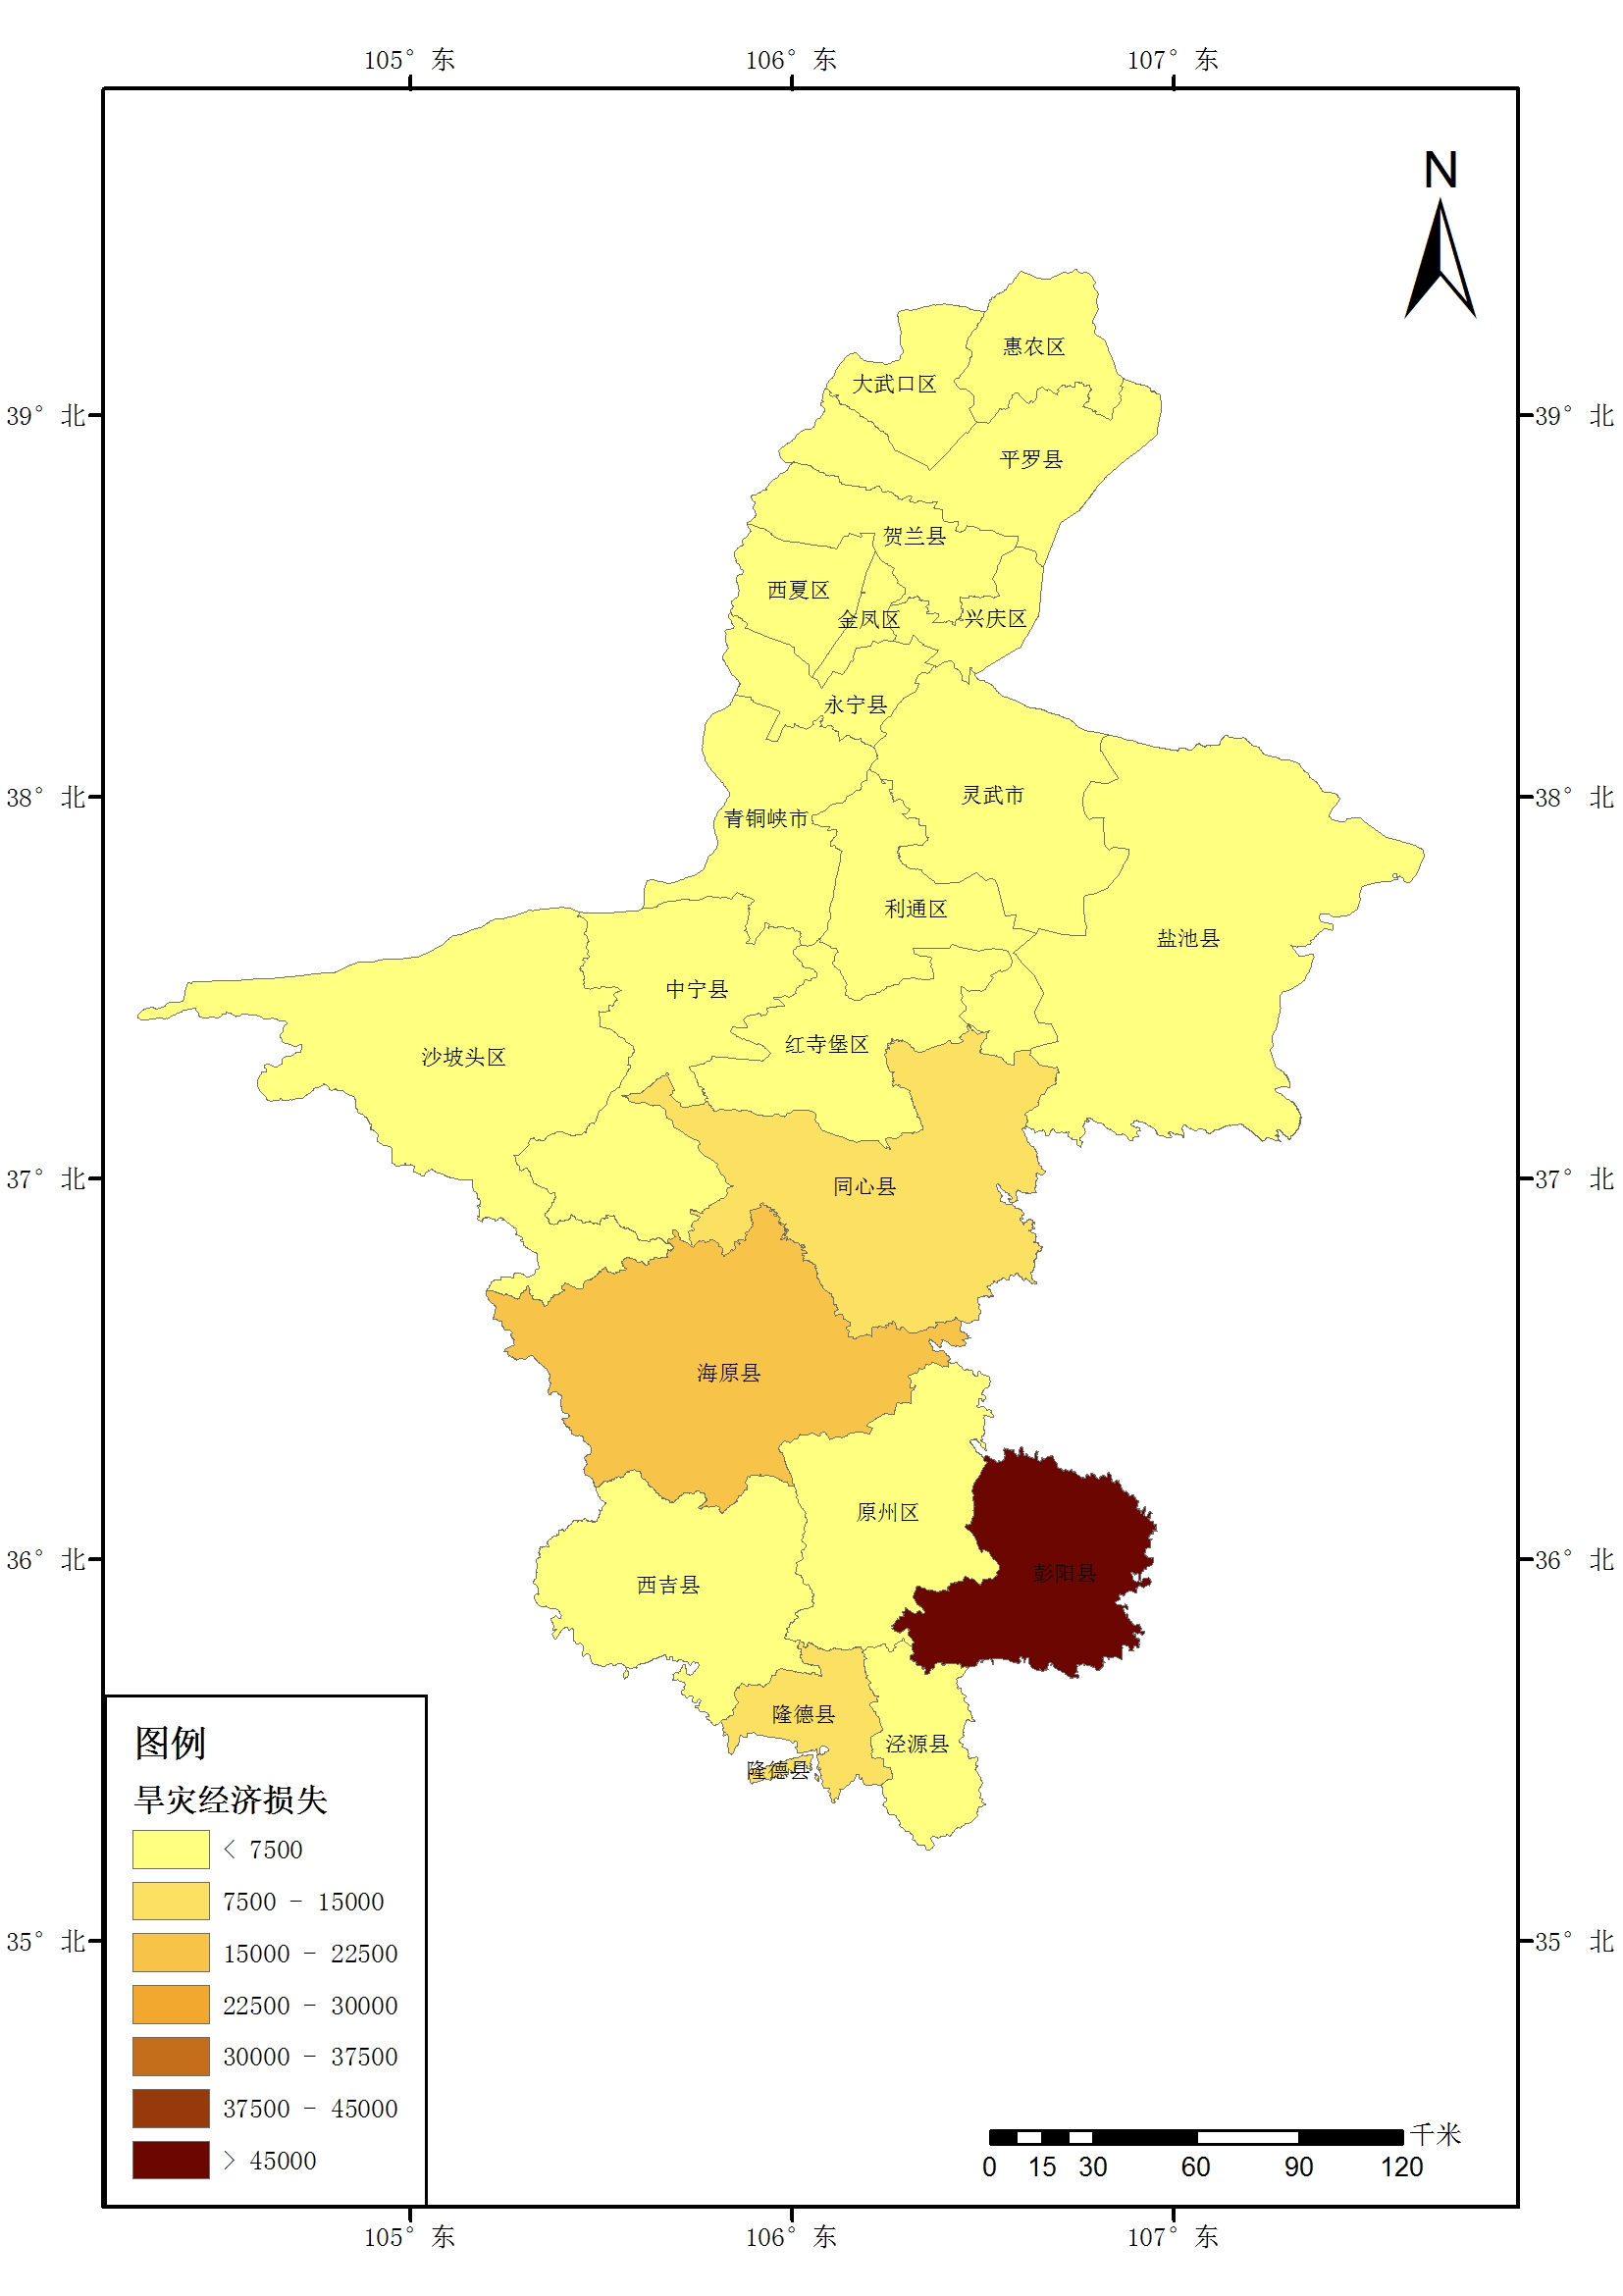 105° 东
106° 东
107° 东
N
惠农区
大武口区
39° 北
39° 北
平罗县
贺兰县
西夏区
金凤区
兴庆区
永宁县
38° 北
灵武市
38° 北
青铜峡市
利通区
盐池县
中宁县
红寺堡区
沙坡头区
37° 北
同心县
37° 北
海原县
原州区
36° 北
彭阳县
36° 北
西吉县
隆德县
泾源县
隆德县
图例
旱灾经济损失
< 7500
7500 - 15000
35° 北
35° 北
15000 - 22500
22500 - 30000
30000 - 37500
37500 - 45000
> 45000
千米
0 15 30 60 90 120
105° 东
106° 东
107° 东